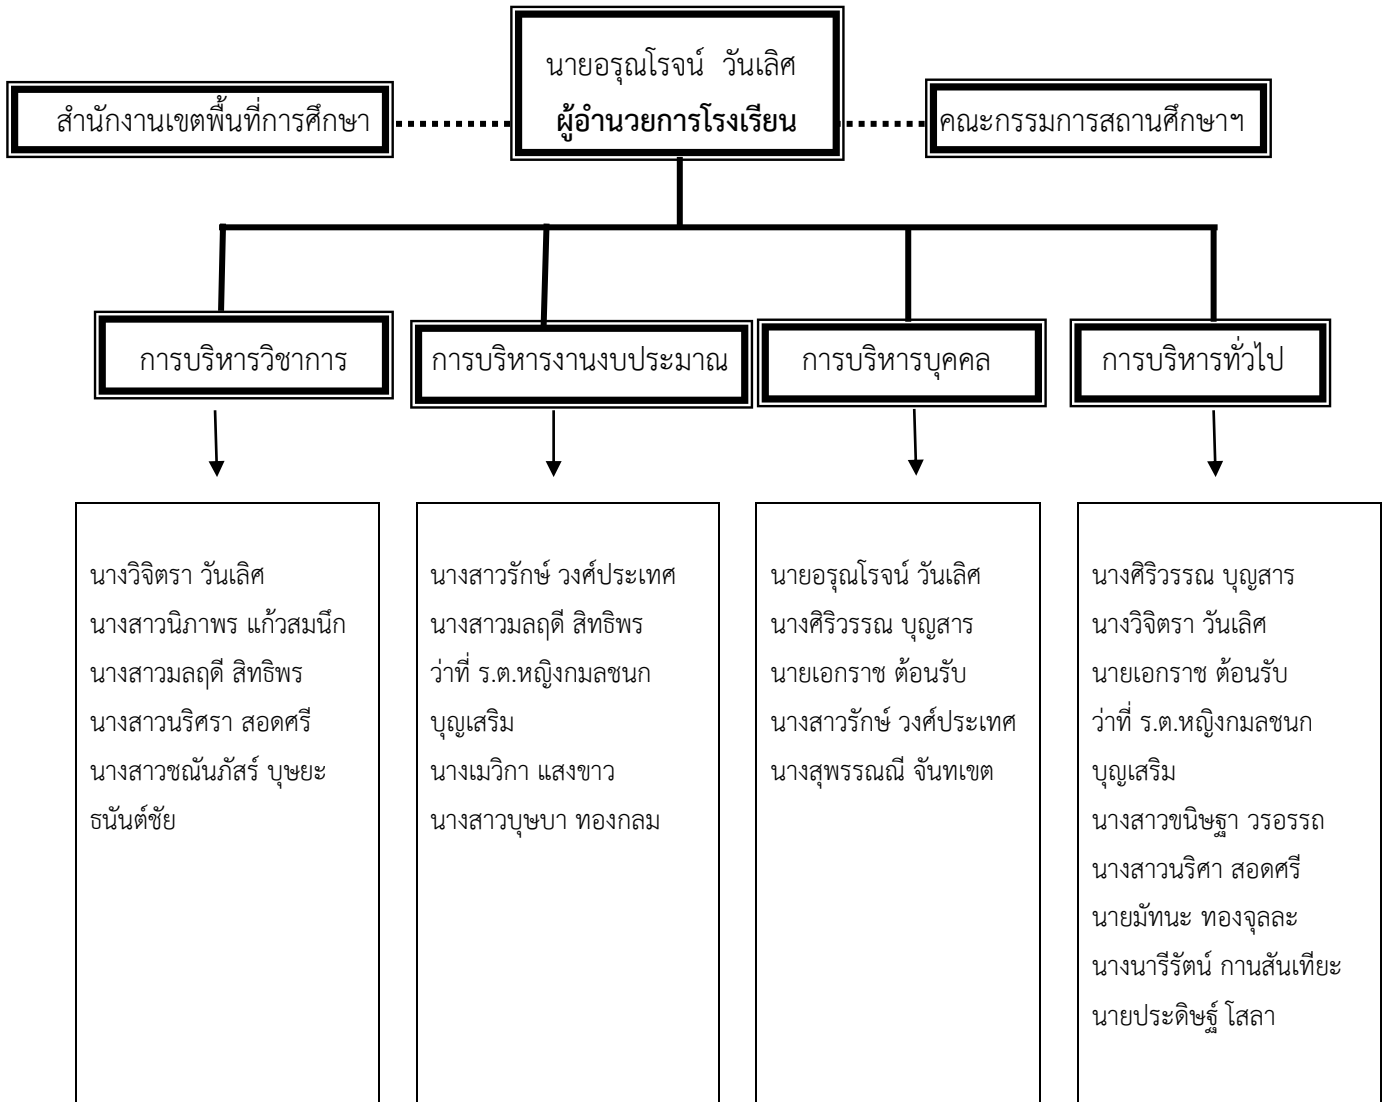 นายอรุณโรจน์ วันเลิศ
ผู้อำนวยการโรงเรียน
สำนักงานเขตพื้นที่การศึกษา
คณะกรรมการสถานศึกษาฯ
การบริหารวิชาการ
การบริหารงานงบประมาณ
การบริหารบุคคล
การบริหารทั่วไป
นางวิจิตรา วันเลิศ
นางสาวนิภาพร แก้วสมนึก
นางสาวมลฤดี สิทธิพร
นางสาวนริศรา สอดศรี
นางสาวชณันภัสร์ บุษยะ
ธนันต์ชัย
นางสาวรักษ์ วงศ์ประเทศ
นางสาวมลฤดี สิทธิพร
ว่าที่ ร.ต.หญิงกมลชนก
บุญเสริม
นางเมวิกา แสงขาว
นางสาวบุษบา ทองกลม
นายอรุณโรจน์ วันเลิศ
นางศิริวรรณ บุญสาร
นายเอกราช ต้อนรับ
นางสาวรักษ์ วงศ์ประเทศ
นางสุพรรณณี จันทเขต
นางศิริวรรณ บุญสาร
นางวิจิตรา วันเลิศ
นายเอกราช ต้อนรับ
ว่าที่ ร.ต.หญิงกมลชนก
บุญเสริม
นางสาวขนิษฐา วรอรรถ
นางสาวนริศา สอดศรี
นายมัทนะ ทองจุลละ
นางนารีรัตน์ กานสันเทียะ
นายประดิษฐ์ โสลา